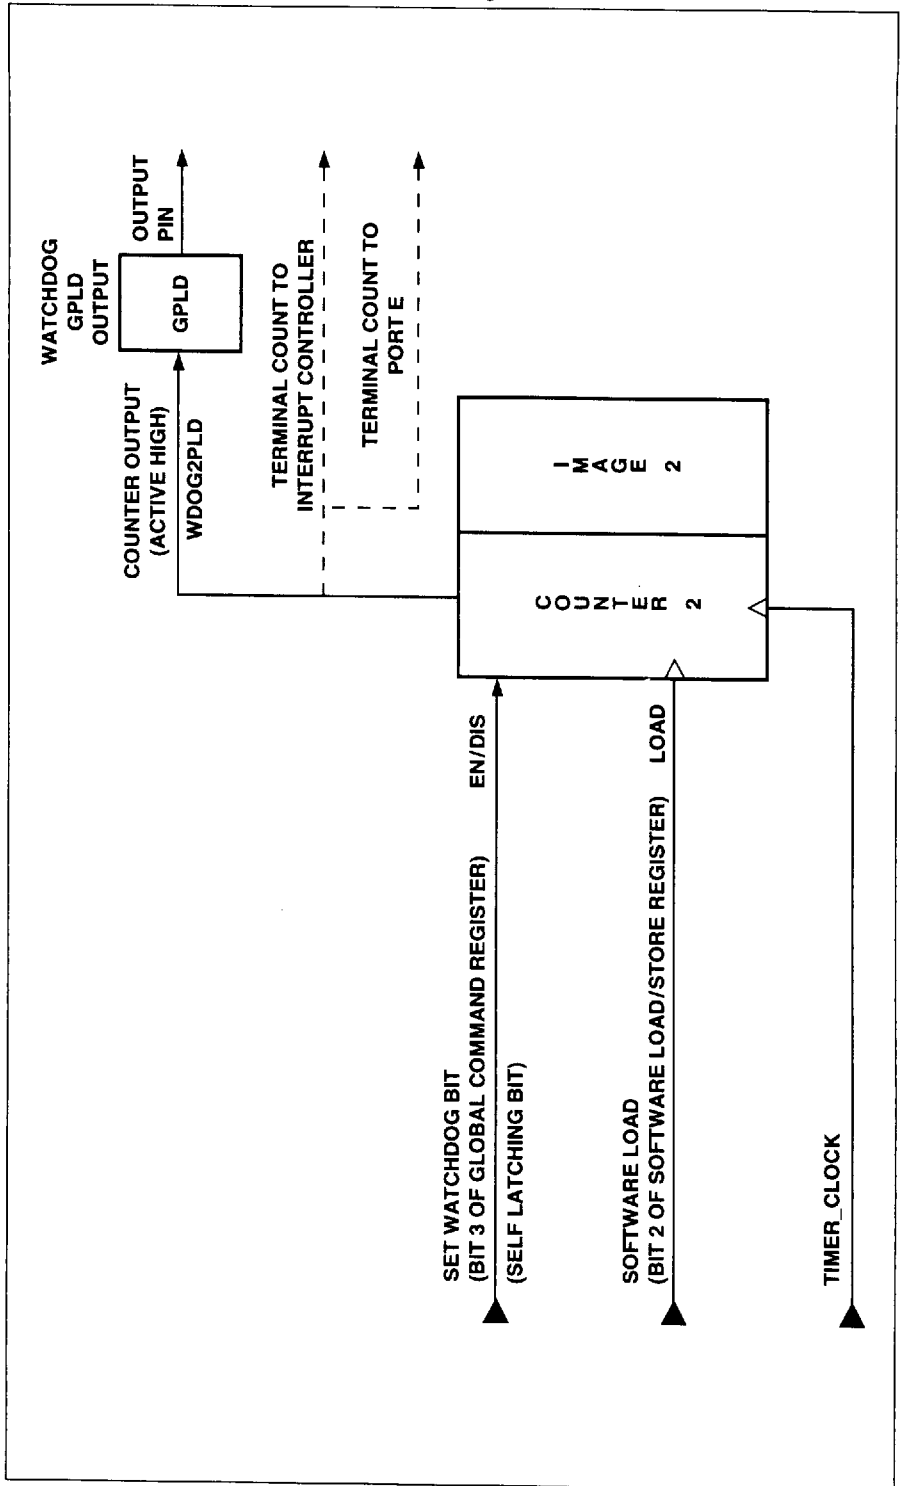 WATCHDOG
GPLD
OUTPUT
COUNTER OUTPUT
(ACTIVE HIGH)
WDOG2PLD
GPLD
OUTPUT
PIN
TERMINAL COUNT TO
INTERRUPT CONTROLLER
TERMINAL COUNT TO
PORT E
SET WATCHDOG BIT
(BIT 3 OF GLOBAL COMMAND REGISTER)
(SELF LATCHING BIT)
EN/DIS
COUNTER 2
IMAGE 2
SOFTWARE LOAD
(BIT 2 OF SOFTWARE LOAD/STORE REGISTER)
LOAD
TIMER_CLOCK